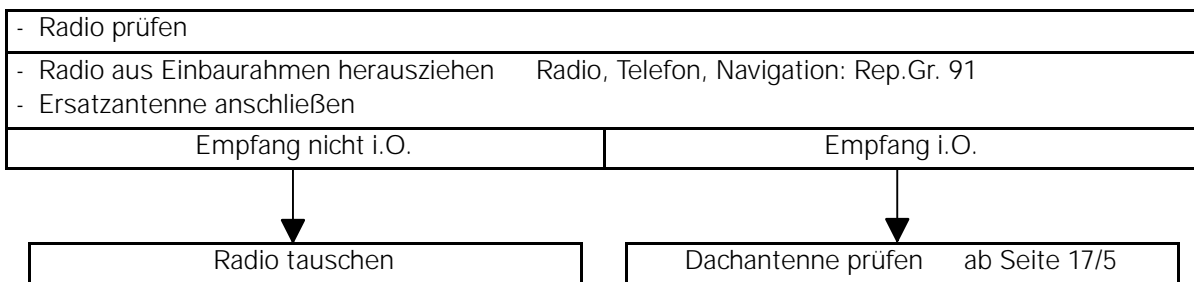 - Radio prüfen
- Radio aus Einbaurahmen herausziehen Radio, Telefon, Navigation: Rep.Gr. 91
- Ersatzantenne anschließen
Empfang nicht i.O. Empfang i.O.
Radio tauschen Dachantenne prüfen ab Seite 17/5